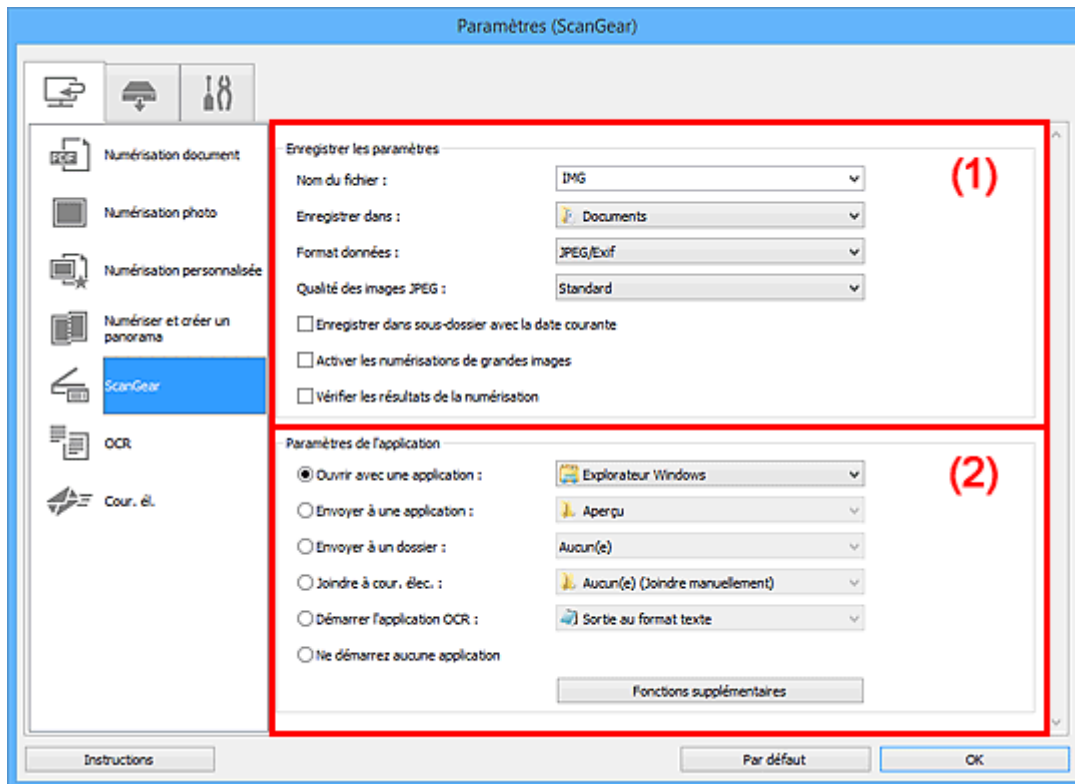 Paramètres (ScanGear)
PDF
Numérisation document
Numérisation photo
Numérisation personnalisée
Numériser et créer un
panorama
ScanGear
OCR
Cour. él.
Enregistrer les paramètres
(1)
Nom du fichier : IMG
Enregistrer dans : Documents
Format données : JPEG/Exif
Qualité des images JPEG : Standard
Enregistrer dans sous-dossier avec la date courante
Activer les numérisations de grandes images
Vérifier les résultats de la numérisation
Paramètres de l'application
(2)
Ouvrir avec une application : Explorateur Windows
Envoyer à une application : Aperçu
Envoyer à un dossier : Aucun(e)
Joindre à cour. élec. : Aucun(e) (Joindre manuellement)
Démarrer l'application OCR : Sortie au format texte
Ne démarrez aucune application
Fonctions supplémentaires
Instructions
Par défaut
OK